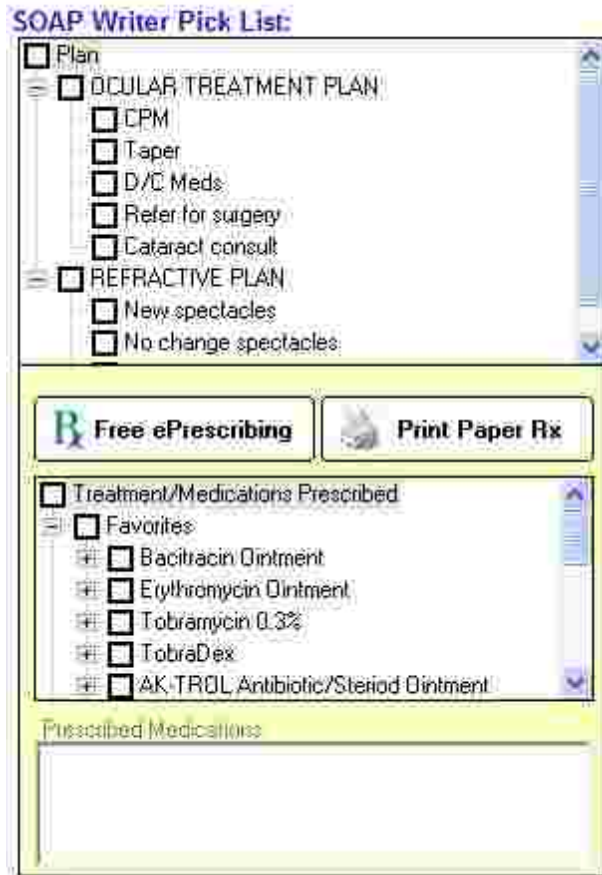 SOAP Writer Pick List:
Plan
OCULAR TREATMENT PLAN
CPM
Taper
D/C Meds
Refer for surgery
Cataract consult
REFRACTIVE PLAN
New spectacles
No change spectacles
Rx Free ePrescribing
Print Paper Rx
Treatment/Medications Prescribed
Favorites
Bacitracin Ointment
Erythromycin Ointment
Tobramycin 0.3%
TobraDex
AK-TROL Antibiotic/Steriod Ointment
Prescribed Medications